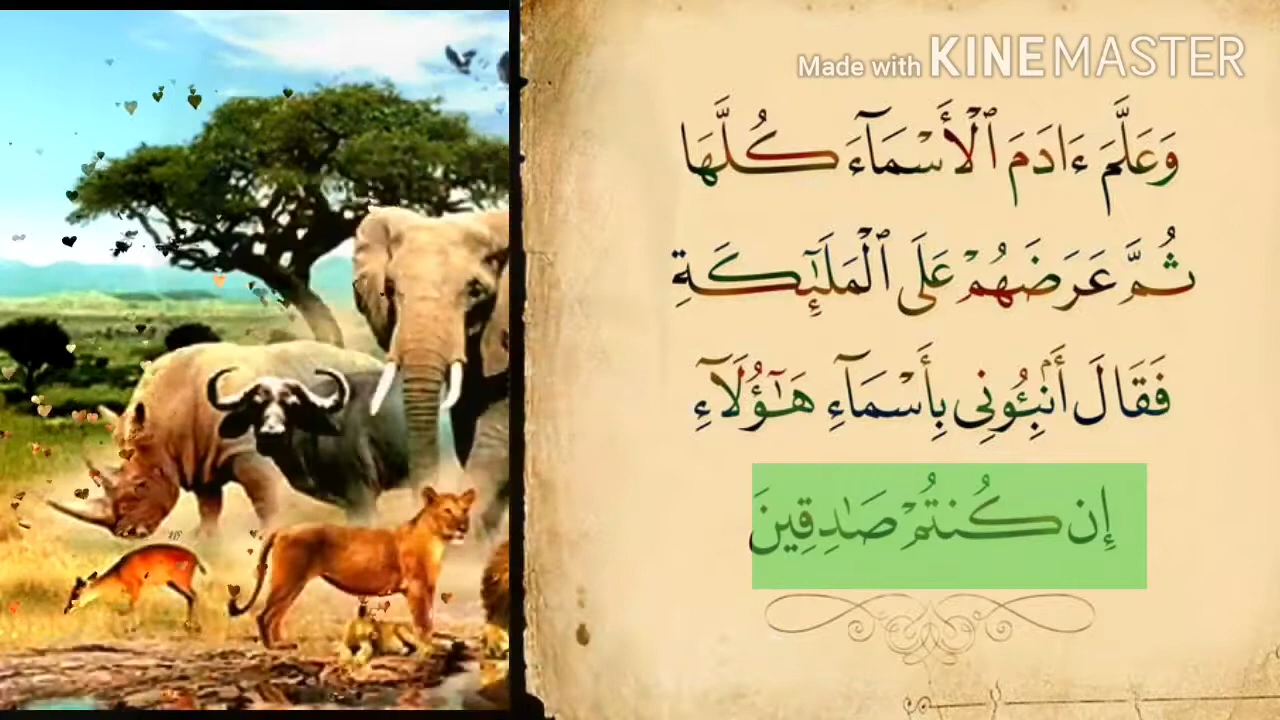 Made with KINEMASTER
وَعَلَّمَ ءَادَمَ ٱلْأَسْمَآءَ كُلَّهَا
ثُمَّ عَرَضَهُمْ عَلَى ٱلْمَلَٰٓئِكَةِ
فَقَالَ أَنۢبِـُٔونِى بِأَسْمَآءِ هَٰٓؤُلَآءِ
إِن كُنتُمْ صَٰدِقِينَ